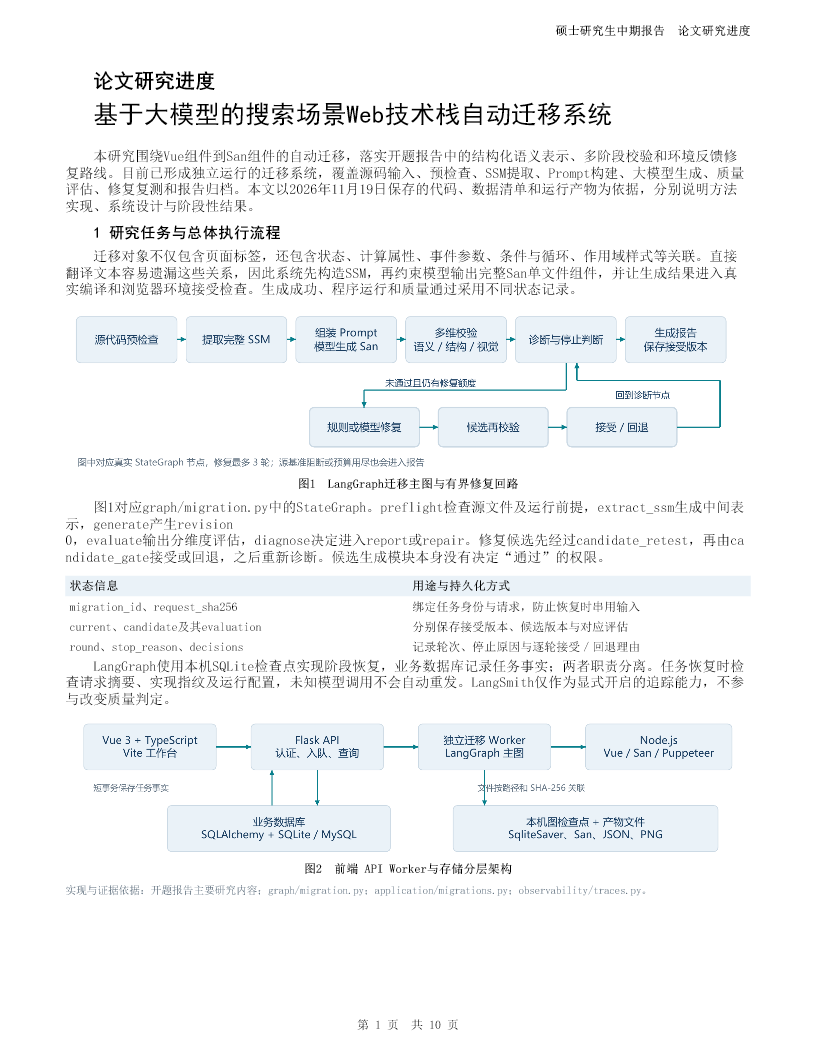 硕士研究生中期报告　论文研究进度
论文研究进度
基于大模型的搜索场景Web技术栈自动迁移系统
本研究围绕Vue组件到San组件的自动迁移，落实开题报告中的结构化语义表示、多阶段校验和环境反馈修
复路线。目前已形成独立运行的迁移系统，覆盖源码输入、预检查、SSM提取、Prompt构建、大模型生成、质量
评估、修复复测和报告归档。本文以2026年11月19日保存的代码、数据清单和运行产物为依据，分别说明方法
实现、系统设计与阶段性结果。
1 研究任务与总体执行流程
迁移对象不仅包含页面标签，还包含状态、计算属性、事件参数、条件与循环、作用域样式等关联。直接
翻译文本容易遗漏这些关系，因此系统先构造SSM，再约束模型输出完整San单文件组件，并让生成结果进入真
实编译和浏览器环境接受检查。生成成功、程序运行和质量通过采用不同状态记录。
源代码预检查
提取完整 SSM
组装 Prompt
模型生成 San
多维校验
语义 / 结构 / 视觉
诊断与停止判断
生成报告
保存接受版本
未通过且仍有修复额度
回到诊断节点
规则或模型修复
候选再校验
接受 / 回退
图中对应真实 StateGraph 节点，修复最多 3 轮；源基准阻断或预算用尽也会进入报告
图1　LangGraph迁移主图与有界修复回路
图1对应graph/migration.py中的StateGraph。preflight检查源文件及运行前提，extract_ssm生成中间表
示，generate产生revision
0，evaluate输出分维度评估，diagnose决定进入report或repair。修复候选先经过candidate_retest，再由ca
ndidate_gate接受或回退，之后重新诊断。候选生成模块本身没有决定“通过”的权限。
状态信息　用途与持久化方式
migration_id、request_sha256　绑定任务身份与请求，防止恢复时串用输入
current、candidate及其evaluation　分别保存接受版本、候选版本与对应评估
round、stop_reason、decisions　记录轮次、停止原因与逐轮接受／回退理由
LangGraph使用本机SQLite检查点实现阶段恢复，业务数据库记录任务事实；两者职责分离。任务恢复时检
查请求摘要、实现指纹及运行配置，未知模型调用不会自动重发。LangSmith仅作为显式开启的追踪能力，不参
与改变质量判定。
Vue 3 + TypeScript
Vite 工作台
Flask API
认证、入队、查询
独立迁移 Worker
LangGraph 主图
Node.js
Vue / San / Puppeteer
短事务保存任务事实
文件按路径和 SHA-256 关联
业务数据库
SQLAlchemy + SQLite / MySQL
本机图检查点 + 产物文件
SqliteSaver、San、JSON、PNG
图2　前端 API Worker与存储分层架构
实现与证据依据：开题报告主要研究内容；graph/migration.py；application/migrations.py；observability/traces.py。
第 1 页　共 10 页